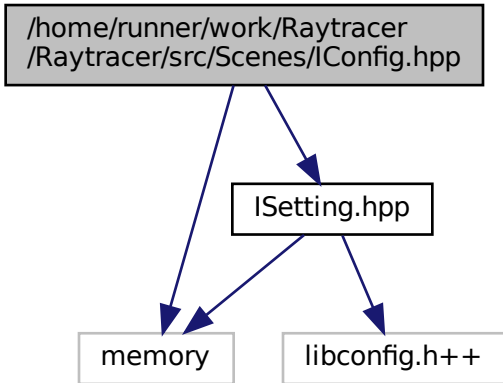 /home/runner/work/Raytracer
/Raytracer/src/Scenes/IConfig.hpp
ISetting.hpp
memory
libconfig.h++